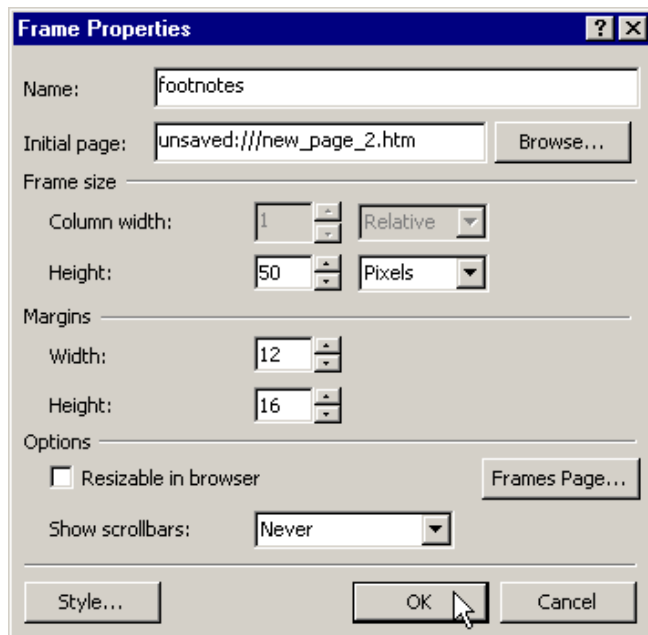 Frame Properties
Name: footnotes
Initial page: unsaved:///new_page_2.htm Browse...
Frame size
Column width: 1 Relative
Height: 50 Pixels
Margins
Width: 12
Height: 16
Options
Resizable in browser Frames Page...
Show scrollbars: Never
Style... OK Cancel